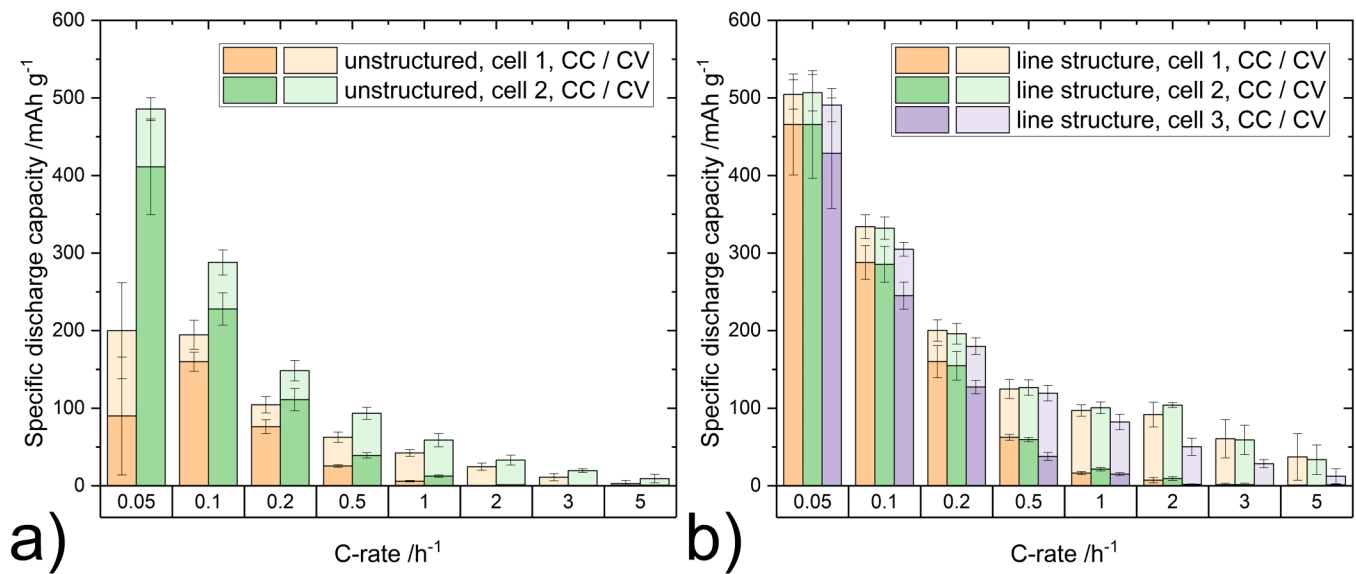 600
500
400
300
200
100
0
Specific discharge capacity /mAh g⁻¹
unstructured, cell 1, CC / CV
unstructured, cell 2, CC / CV
0.05 0.1 0.2 0.5 1 2 3 5
C-rate /h⁻¹
a)
600
500
400
300
200
100
0
Specific discharge capacity /mAh g⁻¹
line structure, cell 1, CC / CV
line structure, cell 2, CC / CV
line structure, cell 3, CC / CV
0.05 0.1 0.2 0.5 1 2 3 5
C-rate /h⁻¹
b)